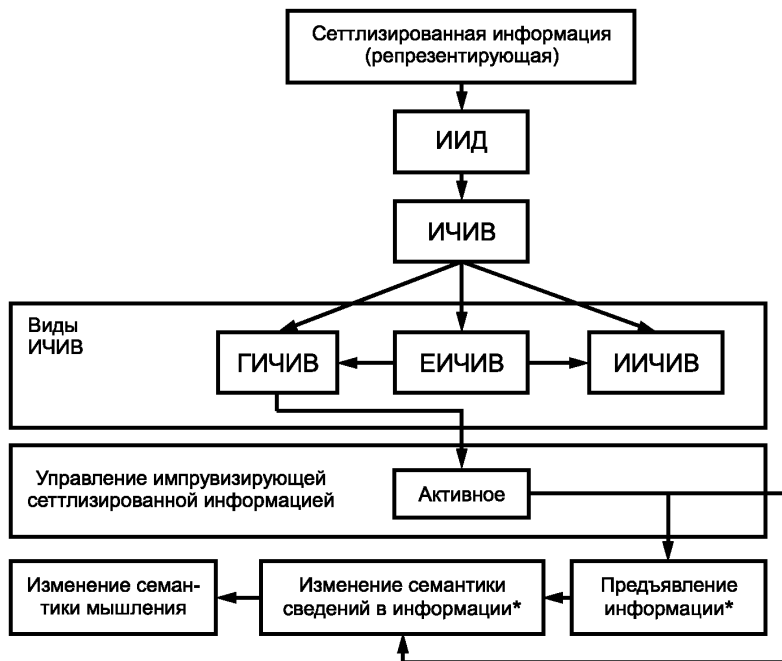 Сеттлизированная информация
(репрезентирующая)
ИИД
ИЧИВ
Виды
ИЧИВ
ГИЧИВ
ЕИЧИВ
ИИЧИВ
Управление импрувизирующей
сеттлизированной информацией
Активное
Изменение семан-
тики мышления
Изменение семантики
сведений в информации*
Предъявление
информации*